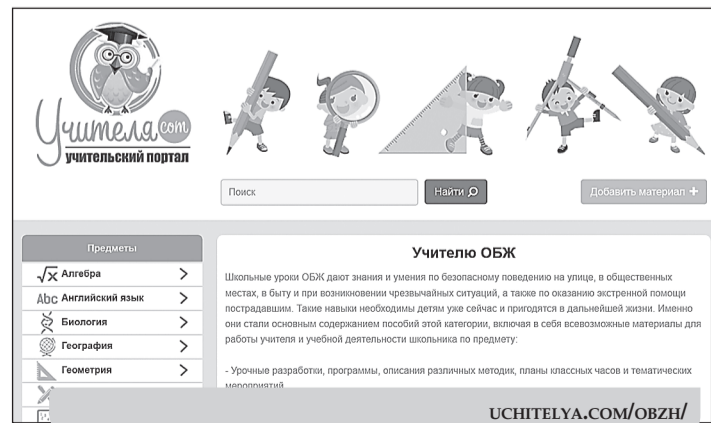 Учителя.com
учительский портал
Поиск
Найти
Добавить материал +
Предметы
Алгебра
Abc Английский язык
Биология
География
Геометрия
Учителю ОБЖ
Школьные уроки ОБЖ дают знания и умения по безопасному поведению на улице, в общественных
местах, в быту и при возникновении чрезвычайных ситуаций, а также по оказанию экстренной помощи
пострадавшим. Такие навыки необходимы детям уже сейчас и пригодятся в дальнейшей жизни. Именно
они стали основным содержанием пособий этой категории, включая в себя всевозможные материалы для
работы учителя и учебной деятельности школьника по предмету:
- Урочные разработки, программы, описания различных методик, планы классных часов и тематических
мероприятий
UCHITELYA.COM/OBZH/